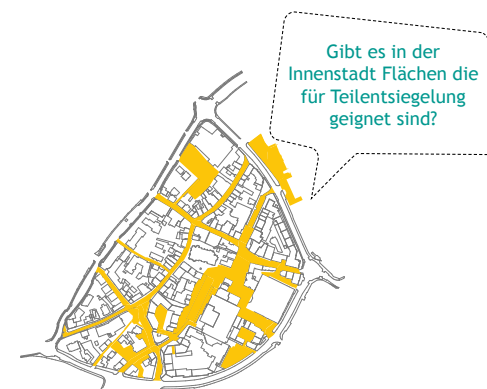 Gibt es in der
Innenstadt Flächen die
für Teilentsiegelung
geignet sind?